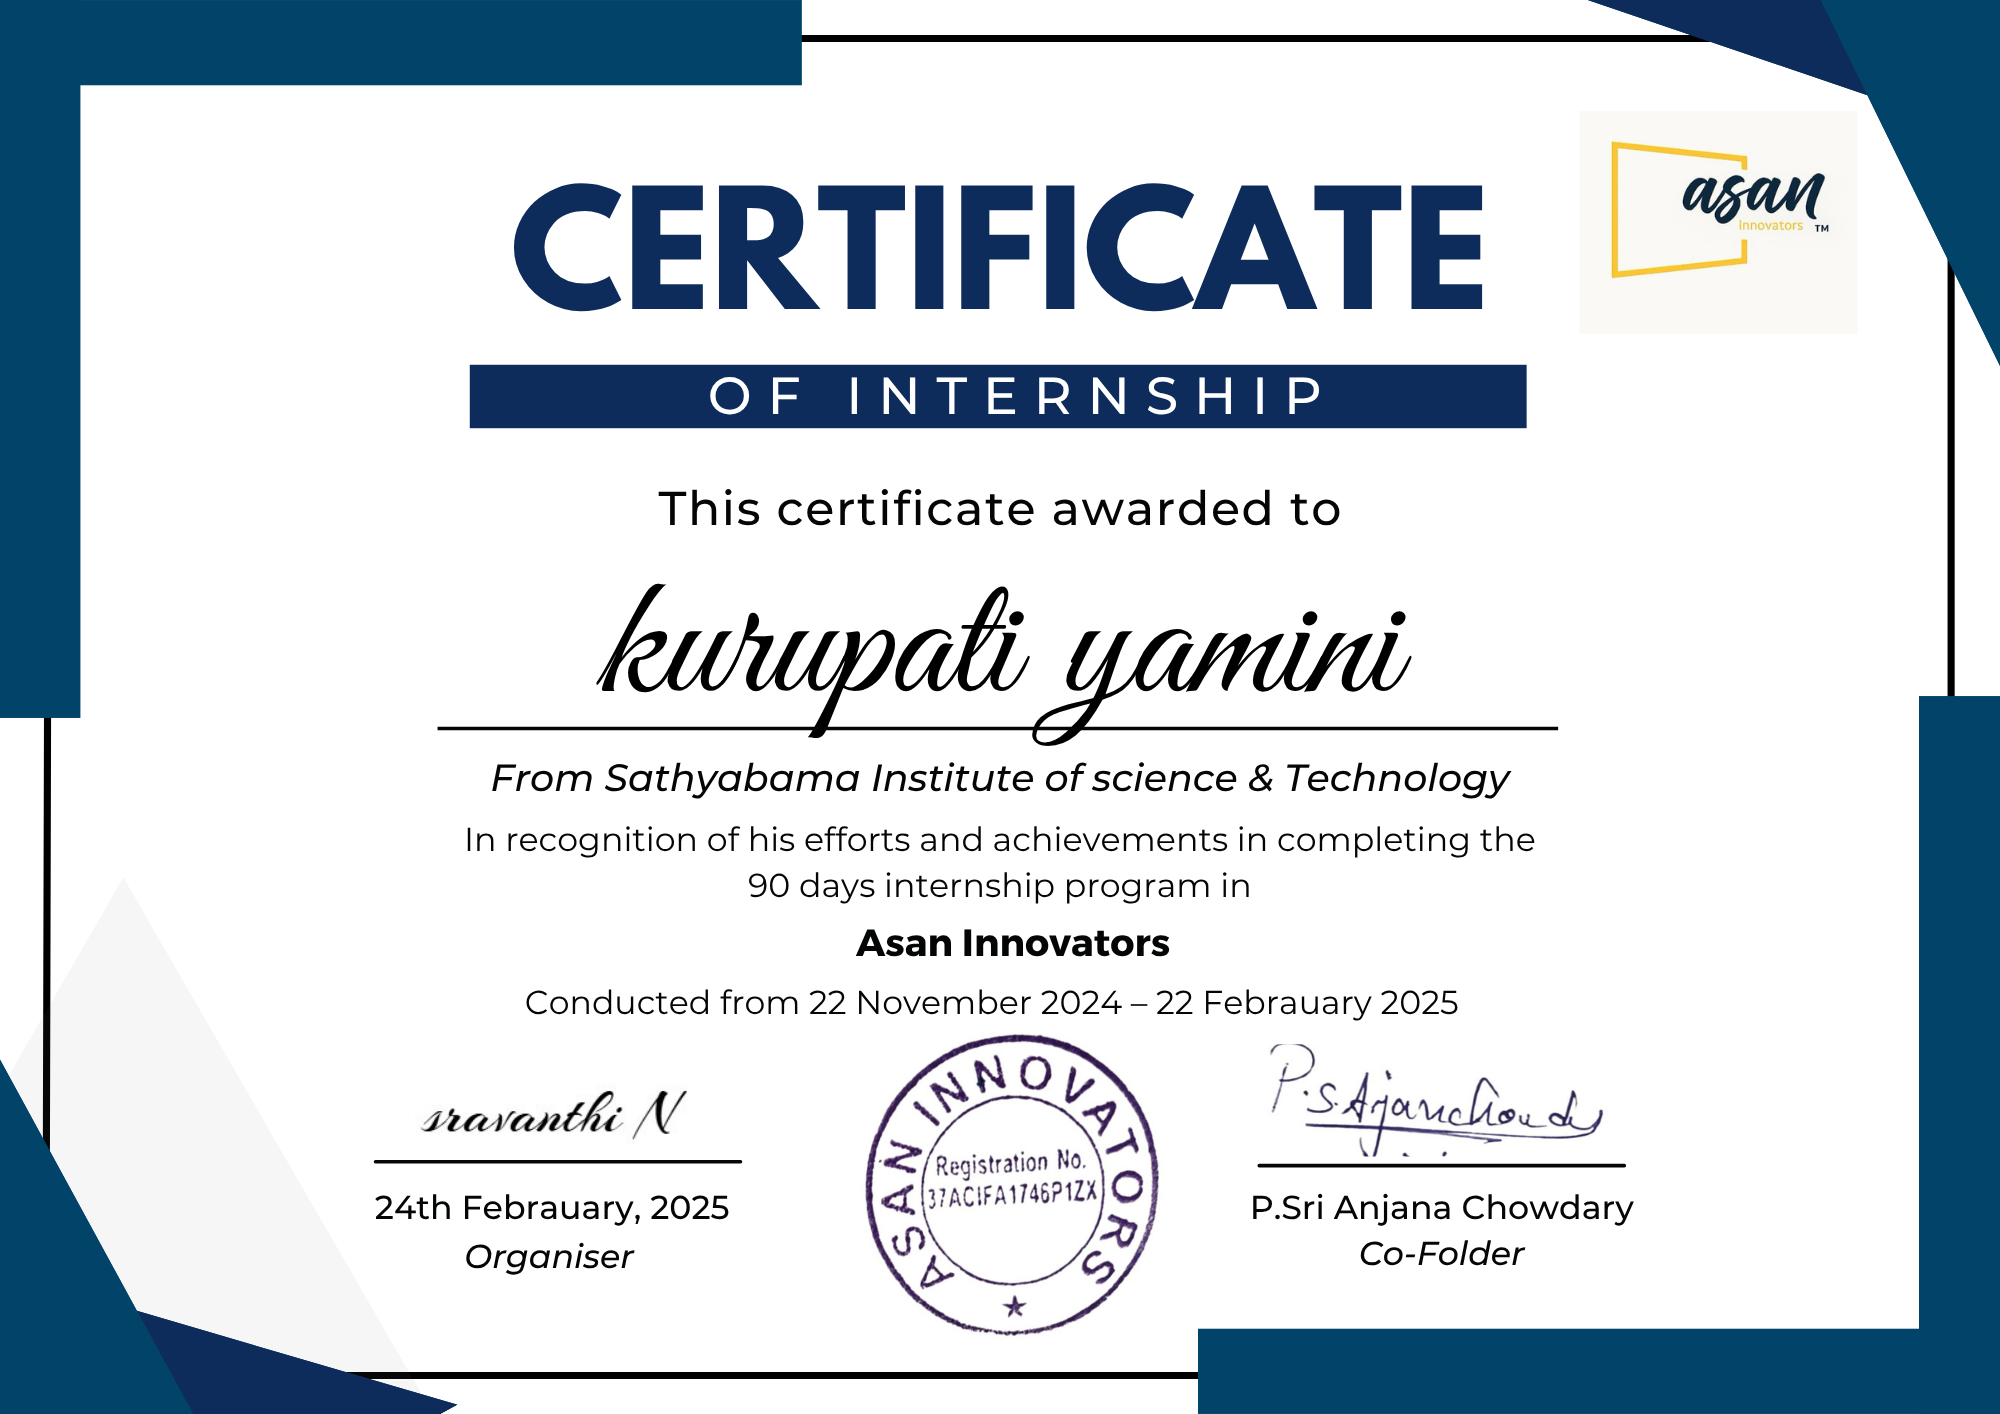 asan
innovators ™
CERTIFICATE
OF INTERNSHIP
This certificate awarded to
kurupati yamini
From Sathyabama Institute of science & Technology
In recognition of his efforts and achievements in completing the
90 days internship program in
Asan Innovators
Conducted from 22 November 2024 – 22 Febrauary 2025
sravanthi N
24th Febrauary, 2025
Organiser
ASAN INNOVATORS
Registration No.
37ACIFA1746P1ZX
P.S.Anjanchoudy
P.Sri Anjana Chowdary
Co-Folder